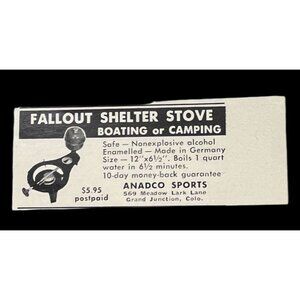 FALLOUT SHELTER STOVE
BOATING or CAMPING
Safe — Nonexplosive alcohol
Enamelled — Made in Germany
Size — 12"x6½". Boils 1 quart
water in 6½ minutes.
10-day money-back guarantee
$5.95
postpaid
ANADCO SPORTS
569 Meadow Lark Lane
Grand Junction, Colo.